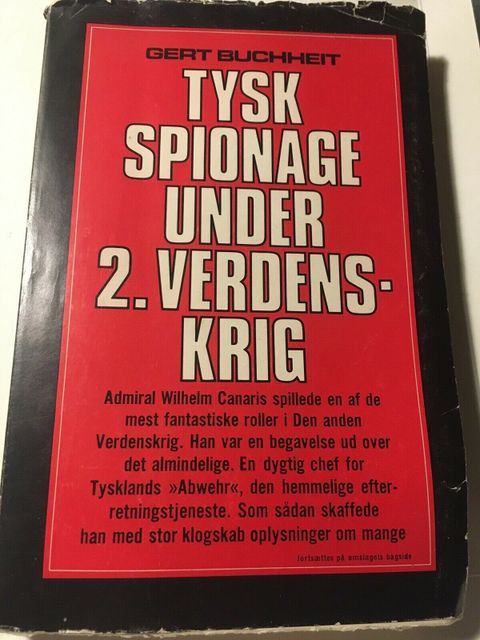 GERT BUCHHEIT
TYSK
SPIONAGE
UNDER
2. VERDENS-
KRIG
Admiral Wilhelm Canaris spillede en af de
mest fantastiske roller i Den anden
Verdenskrig. Han var en begavelse ud over
det almindelige. En dygtig chef for
Tysklands »Abwehr«, den hemmelige efter-
retningstjeneste. Som sådan skaffede
han med stor klogskab oplysninger om mange
fortsættes på omslagets bagside